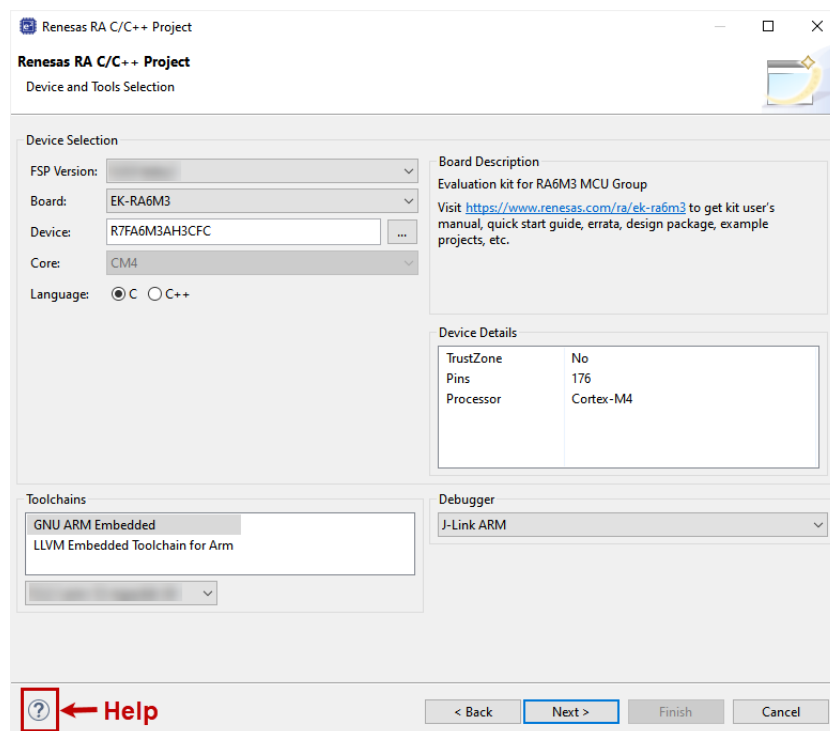 Renesas RA C/C++ Project
Renesas RA C/C++ Project
Device and Tools Selection
Device Selection
FSP Version:
Board: EK-RA6M3
Device: R7FA6M3AH3CFC ...
Core: CM4
Language: C C++
Board Description
Evaluation kit for RA6M3 MCU Group
Visit https://www.renesas.com/ra/ek-ra6m3 to get kit user's
manual, quick start guide, errata, design package, example
projects, etc.
Device Details
TrustZone No
Pins 176
Processor Cortex-M4
Toolchains
GNU ARM Embedded
LLVM Embedded Toolchain for Arm
Debugger
J-Link ARM
? Help
< Back Next > Finish Cancel